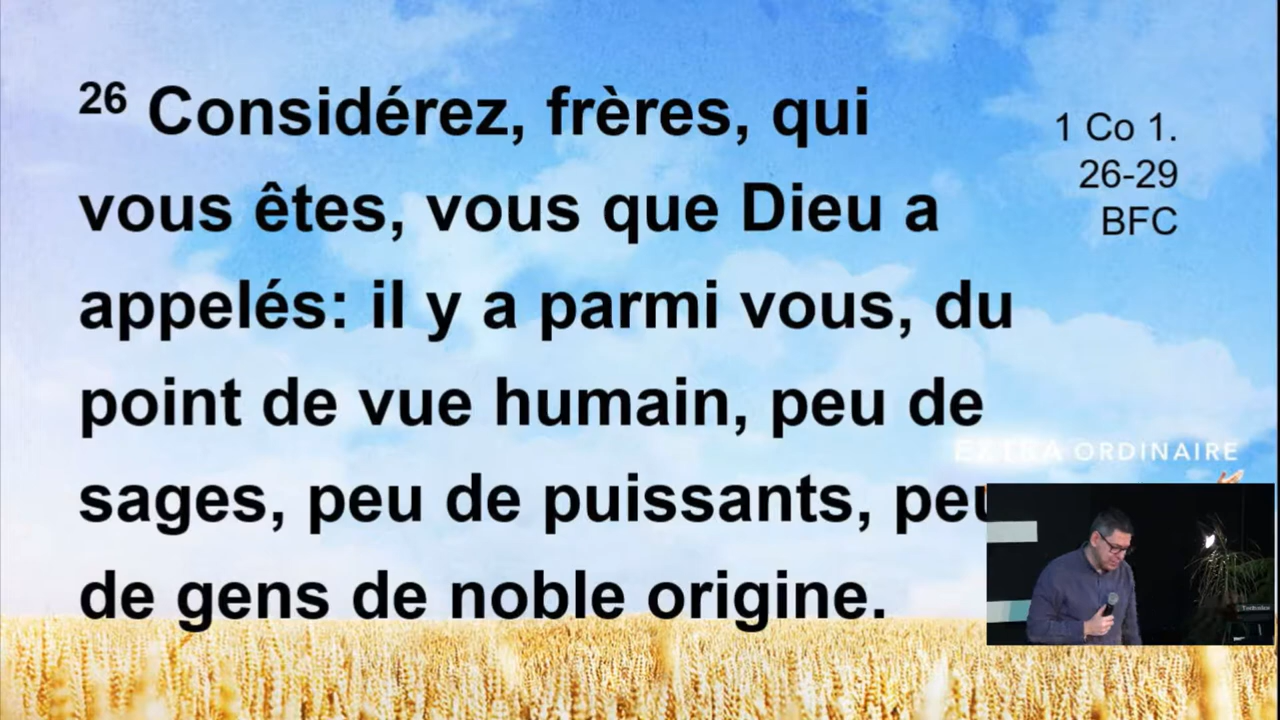 26 Considérez, frères, qui
vous êtes, vous que Dieu a
appelés: il y a parmi vous, du
point de vue humain, peu de
sages, peu de puissants, peu
de gens de noble origine.
1 Co 1.
26-29
BFC
EXTRA ORDINAIRE